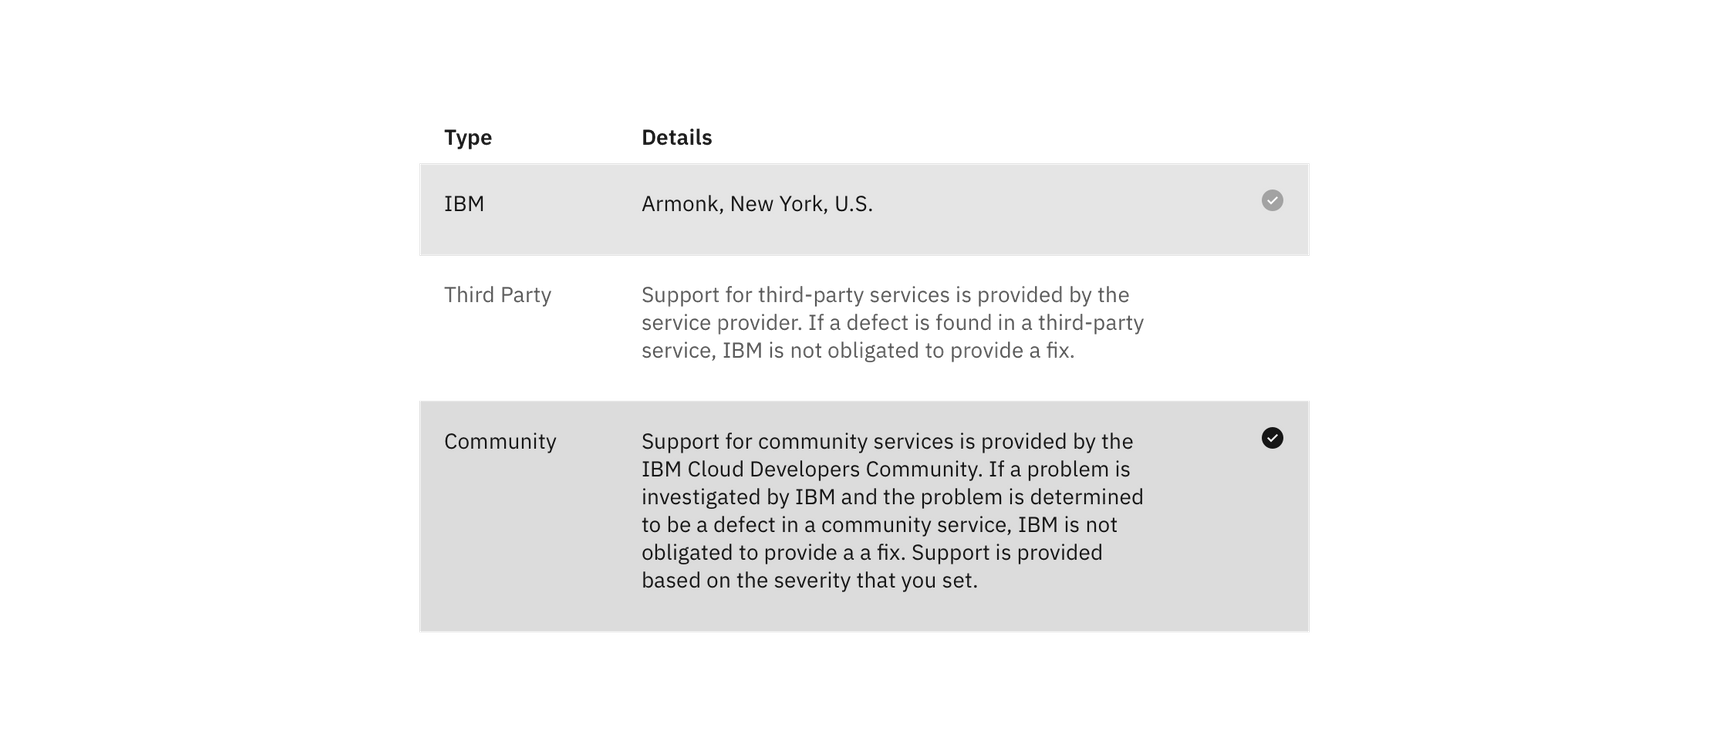 Type Details
IBM Armonk, New York, U.S.
Third Party Support for third-party services is provided by the
service provider. If a defect is found in a third-party
service, IBM is not obligated to provide a fix.
Community Support for community services is provided by the
IBM Cloud Developers Community. If a problem is
investigated by IBM and the problem is determined
to be a defect in a community service, IBM is not
obligated to provide a a fix. Support is provided
based on the severity that you set.